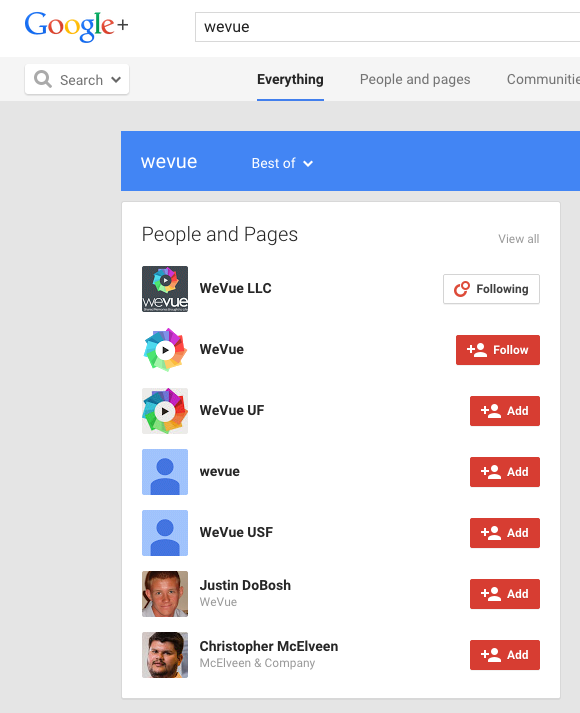 Google+
wevue
Search
Everything People and pages Communitie
wevue Best of
People and Pages
View all
wevue
WeVue LLC
Following
WeVue
Follow
WeVue UF
Add
wevue
Add
WeVue USF
Add
Justin DoBosh
WeVue
Add
Christopher McElveen
McElveen & Company
Add